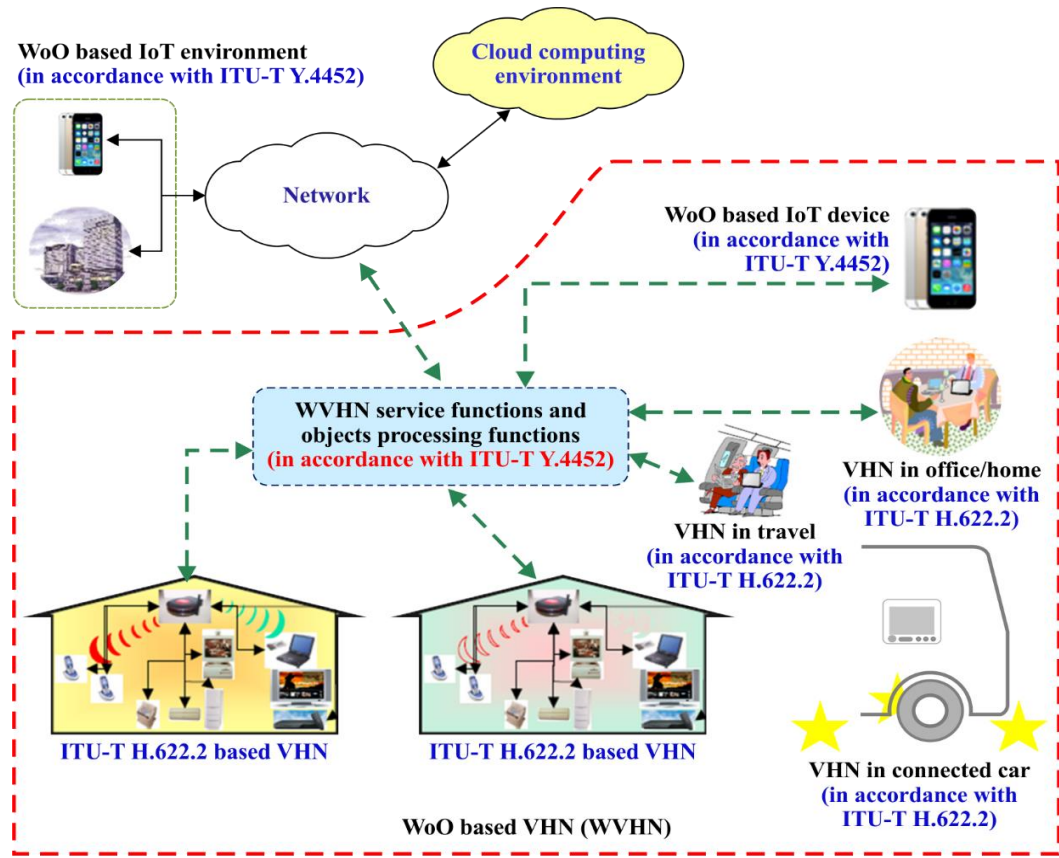 WoO based IoT environment
(in accordance with ITU-T Y.4452)
Cloud computing
environment
Network
WoO based IoT device
(in accordance with
ITU-T Y.4452)
WVHN service functions and
objects processing functions
(in accordance with ITU-T Y.4452)
VHN in office/home
(in accordance with
ITU-T H.622.2)
VHN in travel
(in accordance with
ITU-T H.622.2)
ITU-T H.622.2 based VHN
ITU-T H.622.2 based VHN
VHN in connected car
(in accordance with
ITU-T H.622.2)
WoO based VHN (WVHN)